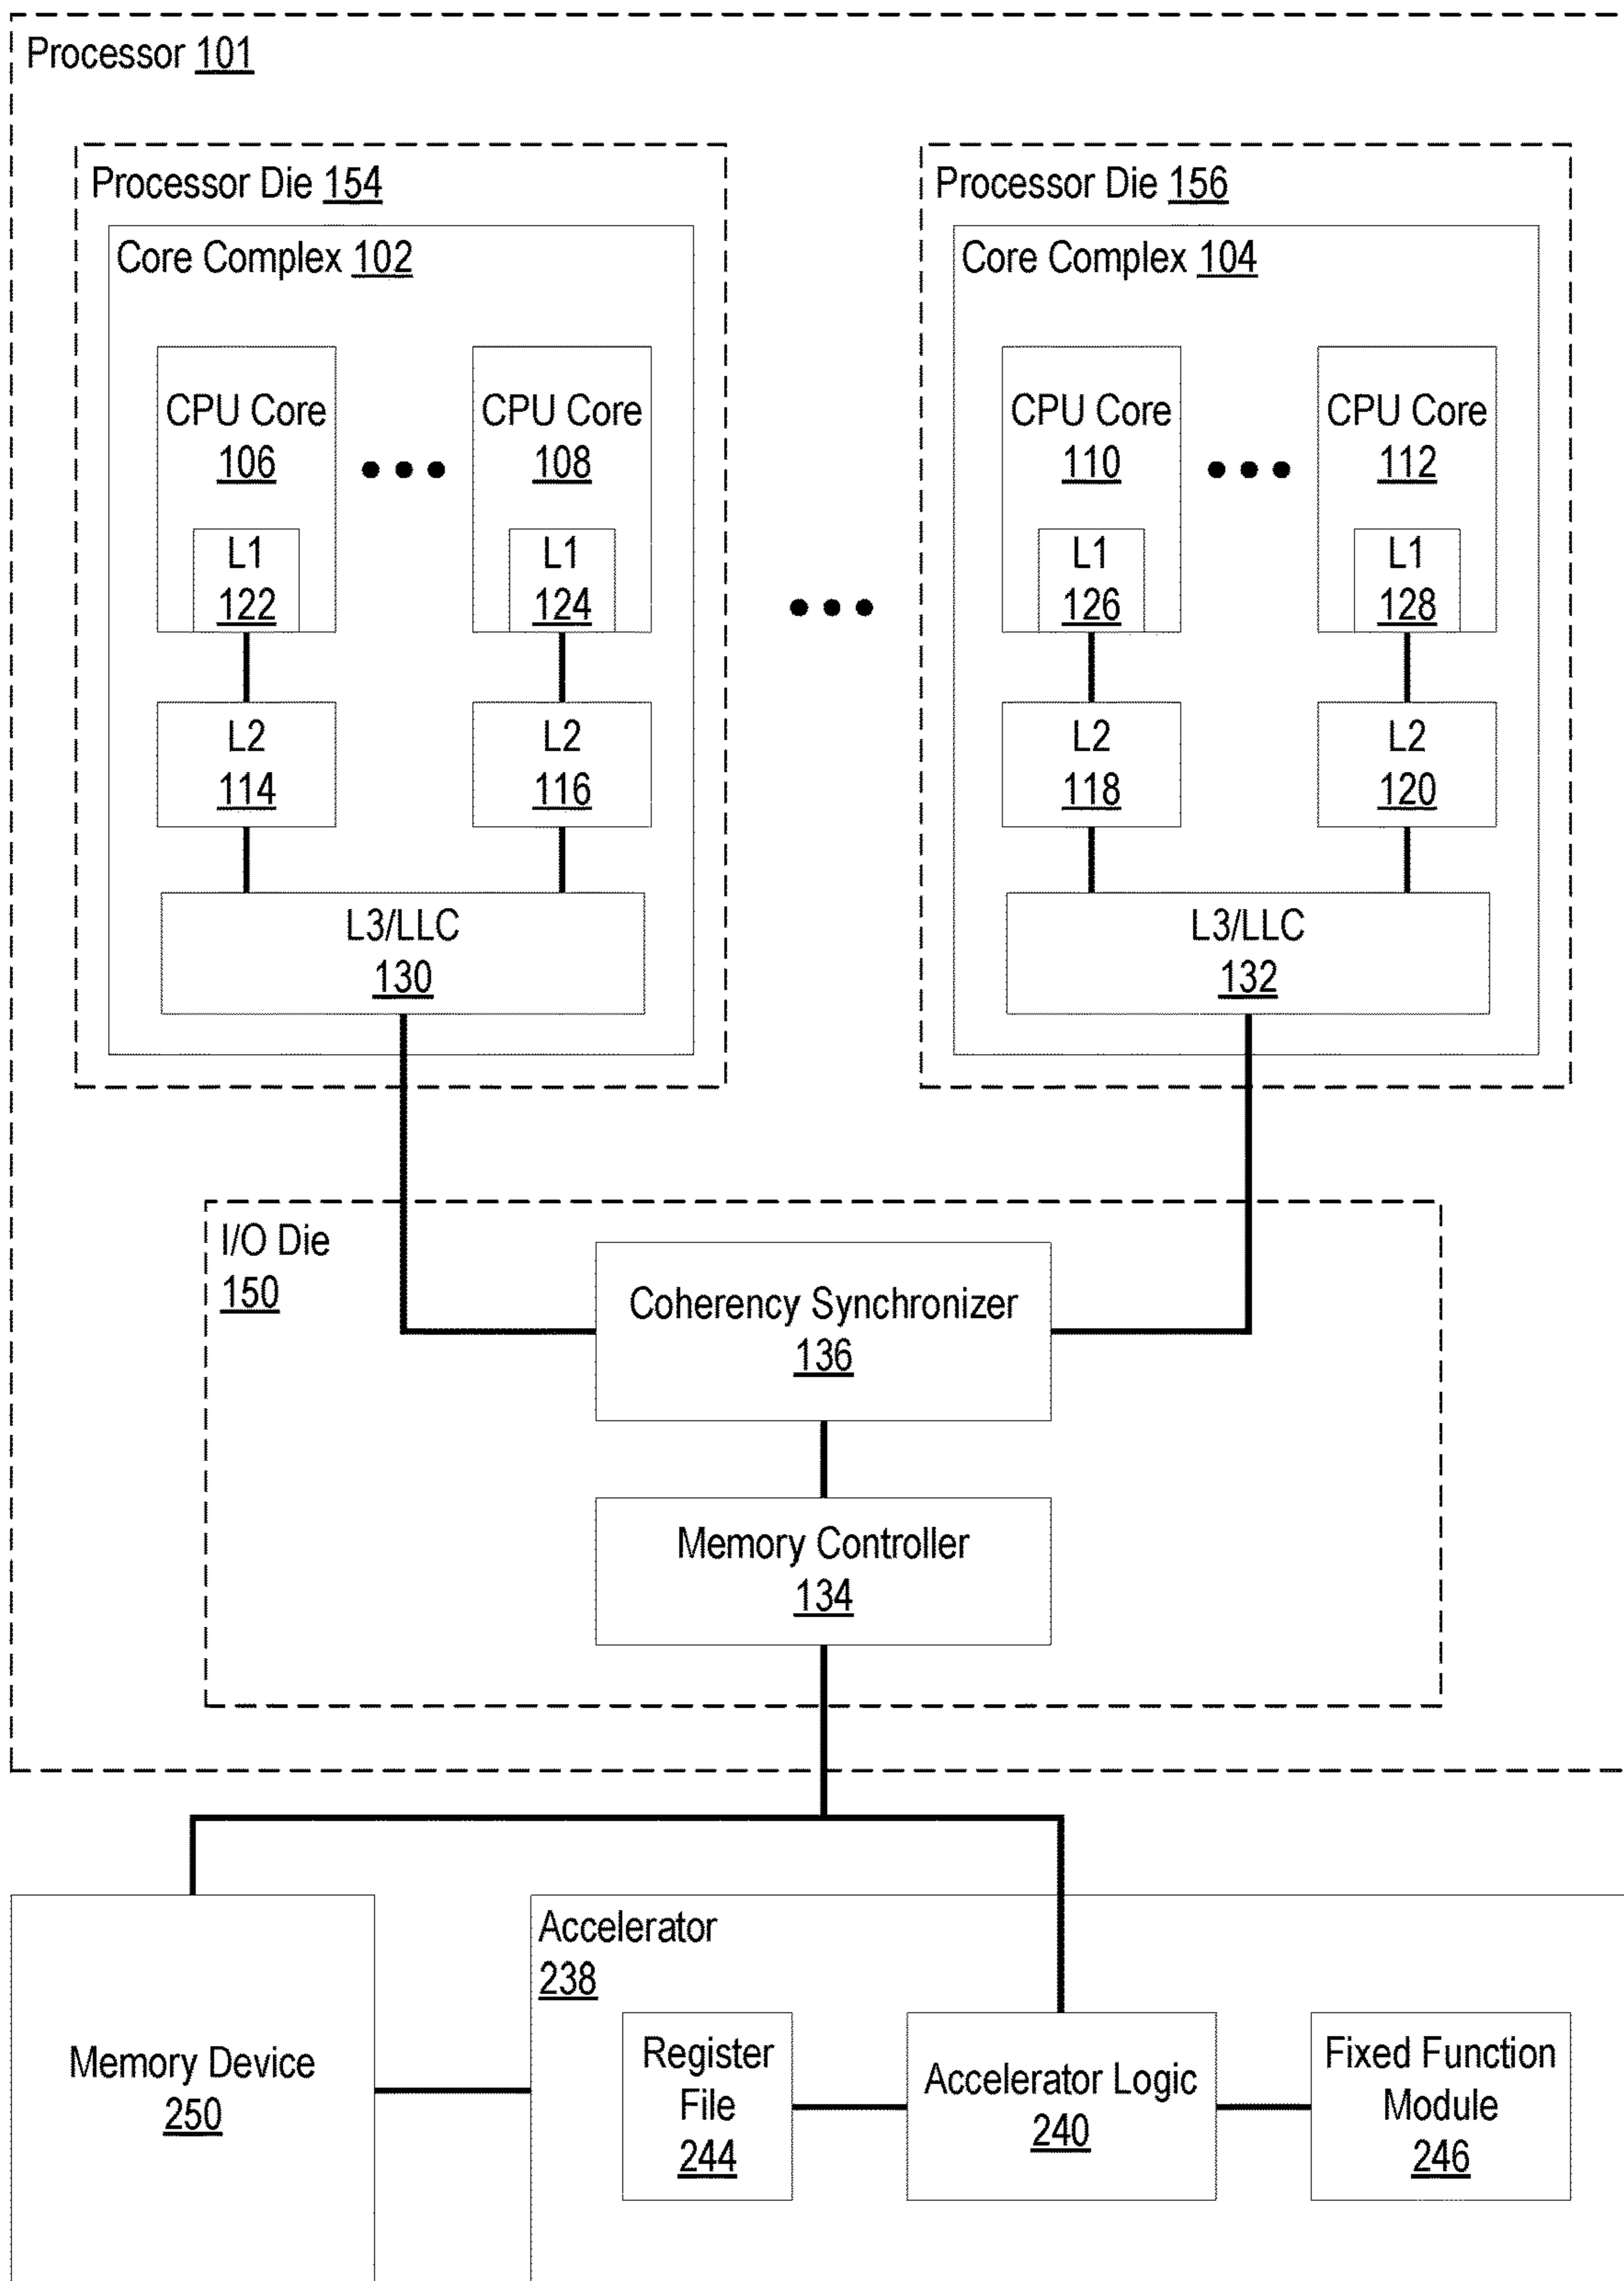 Processor 101
Processor Die 154
Core Complex 102
CPU Core
106
L1
122
CPU Core
108
L1
124
L2
114
L2
116
L3/LLC
130
Processor Die 156
Core Complex 104
CPU Core
110
L1
126
CPU Core
112
L1
128
L2
118
L2
120
L3/LLC
132
I/O Die
150
Coherency Synchronizer
136
Memory Controller
134
Memory Device
250
Accelerator
238
Register
File
244
Accelerator Logic
240
Fixed Function
Module
246